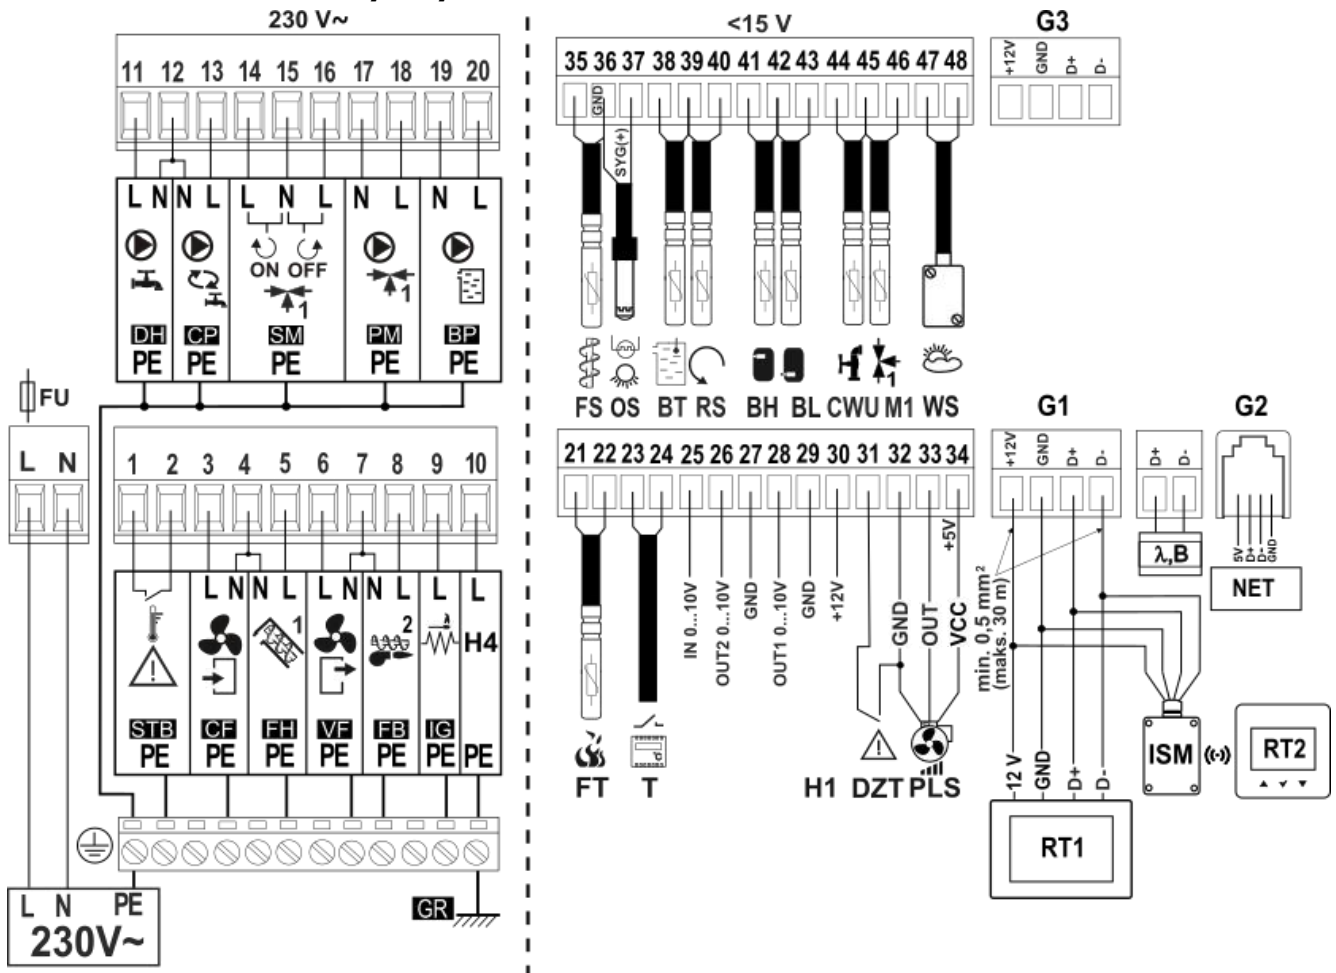 230 V~
<15 V
G3
11 12 13 14 15 16 17 18 19 20
35 36 37 38 39 40 41 42 43 44 45 46 47 48
+12V GND D+ D-
GND
SYG(+)
L N N L L N L N L N L
ON OFF
1 1
DH CP SM PM BP
PE PE PE PE PE
FU
FS OS BT RS BH BL CWU M1 WS
1
G1 G2
L N
1 2 3 4 5 6 7 8 9 10
21 22 23 24 25 26 27 28 29 30 31 32 33 34
+12V GND D+ D-
D+ D-
λ,B
5V D+ D- GND
NET
L N N L L N L L L
1 2 λ
H4
STB CF FH VF FB IG
PE PE PE PE PE PE PE
IN 0...10V
OUT2 0...10V
GND
OUT1 0...10V
GND
+12V
GND
OUT
VCC
+5V
min. 0,5 mm²
(maks. 30 m)
°C
FT T H1 DZT PLS
12 V GND D+ D-
ISM RT2
RT1
L N PE
230V~
GR